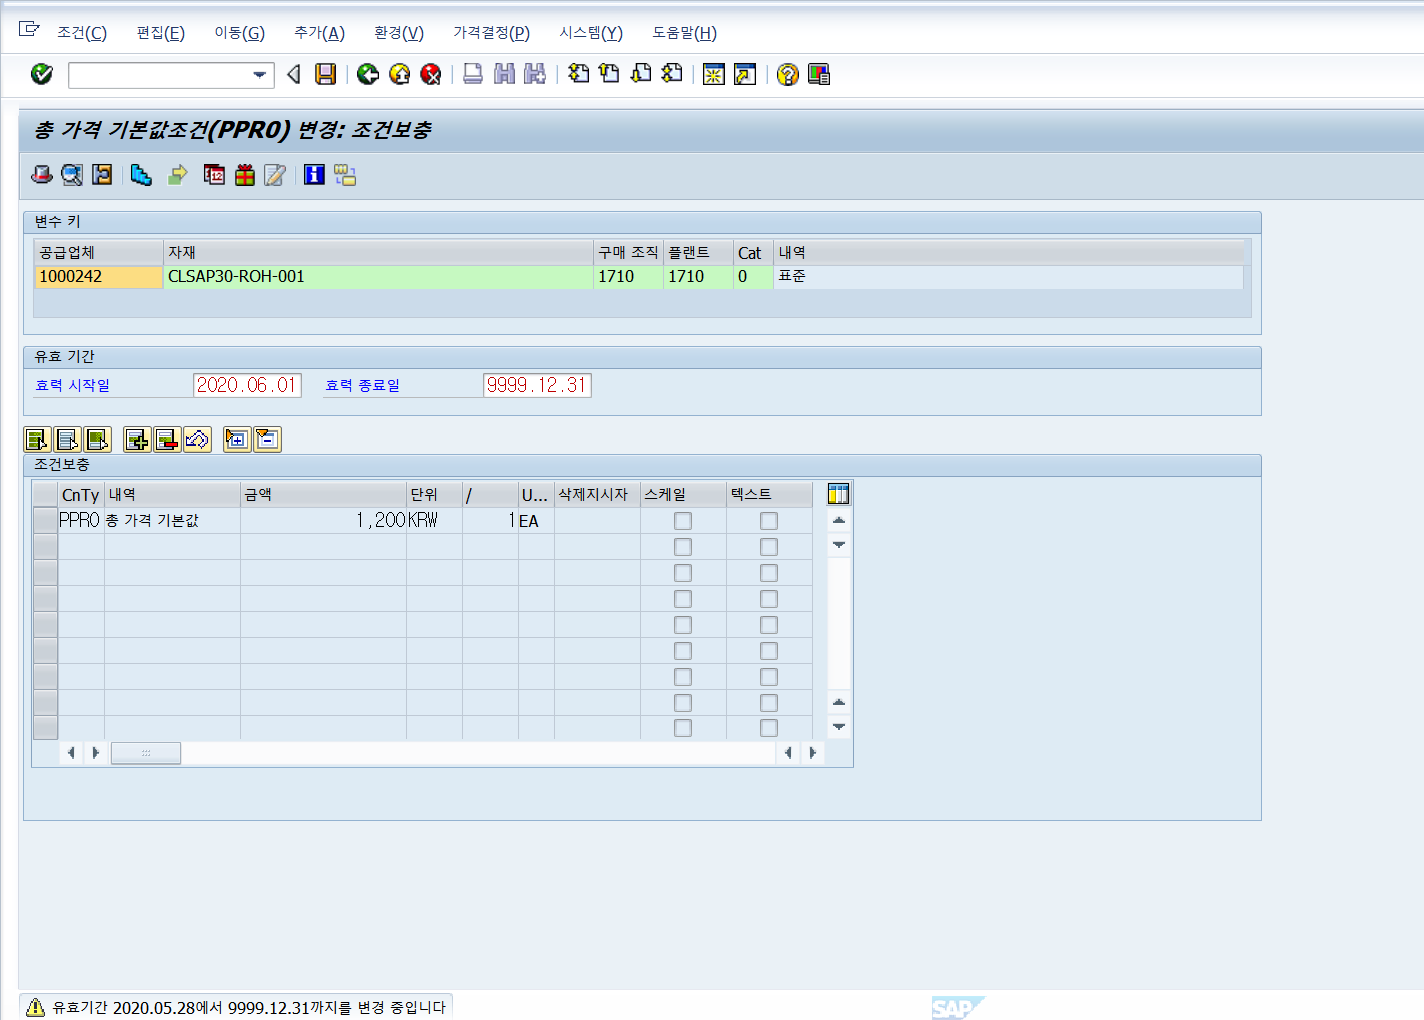 조건(C) 편집(E) 이동(G) 추가(A) 환경(V) 가격결정(P) 시스템(Y) 도움말(H)
총 가격 기본값조건(PPR0) 변경: 조건보충
변수 키
공급업체 자재 구매 조직 플랜트 Cat 내역
1000242 CLSAP30-ROH-001 1710 1710 0 표준
유효 기간
효력 시작일 2020.06.01 효력 종료일 9999.12.31
조건보충
CnTy 내역 금액 단위 / U... 삭제지시자 스케일 텍스트
PPR0 총 가격 기본값 1,200 KRW 1 EA
유효기간 2020.05.28에서 9999.12.31까지를 변경 중입니다
SAP